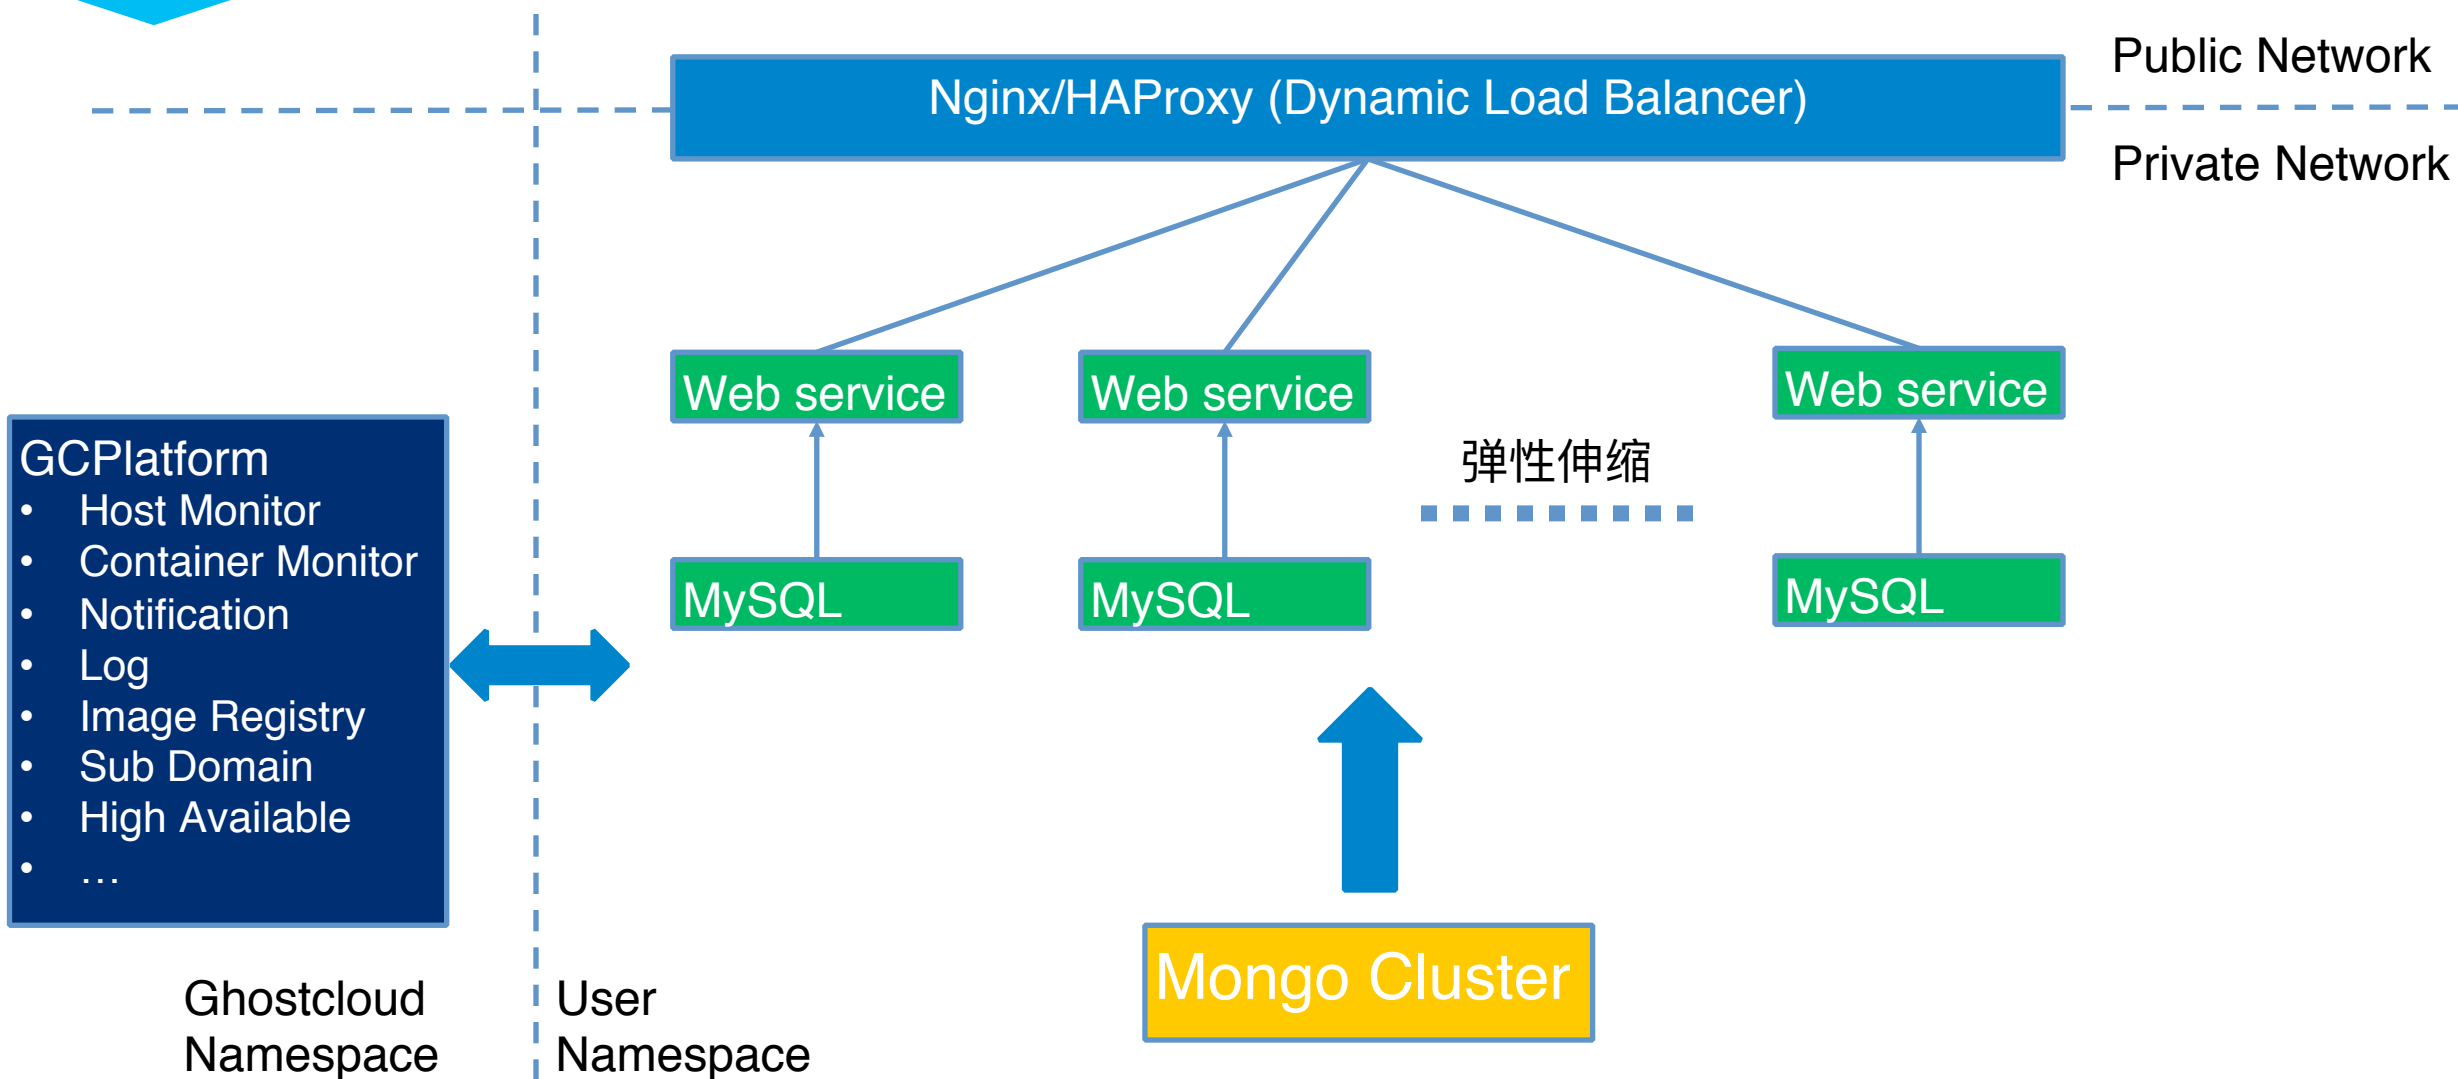 Public Network
Nginx/HAProxy (Dynamic Load Balancer)
Private Network
Web service
Web service
Web service
弹性伸缩
MySQL
MySQL
MySQL
GCPlatform
• Host Monitor
• Container Monitor
• Notification
• Log
• Image Registry
• Sub Domain
• High Available
• …
Mongo Cluster
Ghostcloud
Namespace
User
Namespace